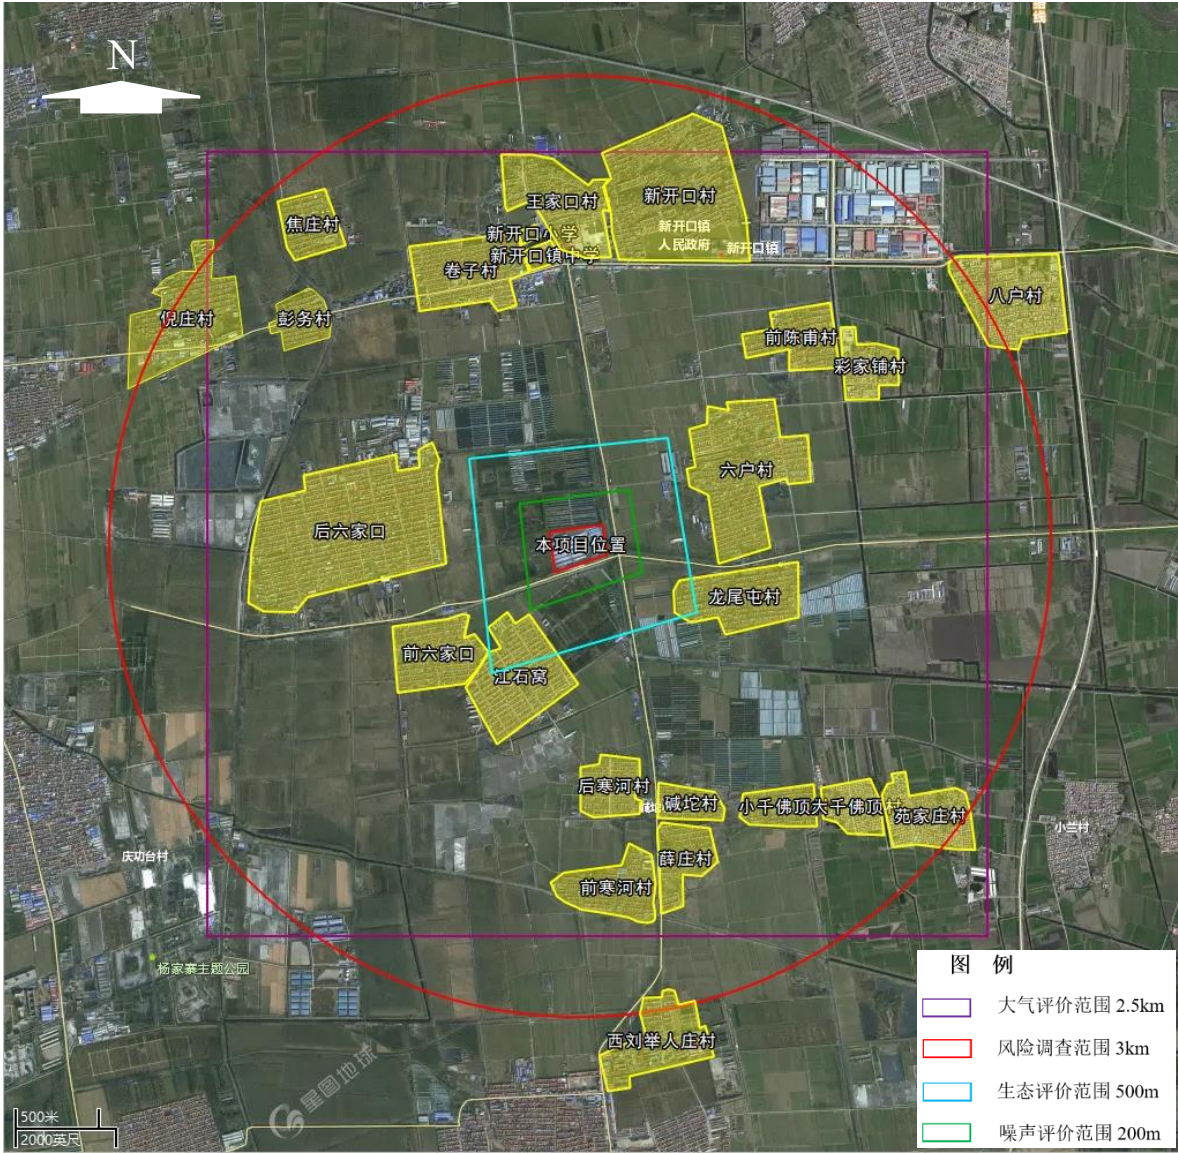 N
王家口村
新开口村
焦庄村
新开口小学
新开口镇
人民政府
新开口镇
新开口镇中学
卷子村
八户村
倪庄村
彭务村
前陈甫村
彩家铺村
六户村
后六家口
本项目位置
龙尾屯村
前六家口
江石窝
后寒河村
碱坨村
小千佛顶
大千佛顶村
苑家庄村
小兰村
庆功台村
薛庄村
前寒河村
杨家寨主题公园
西刘举人庄村
星图地球
500米
2000英尺
图 例
大气评价范围 2.5km
风险调查范围 3km
生态评价范围 500m
噪声评价范围 200m